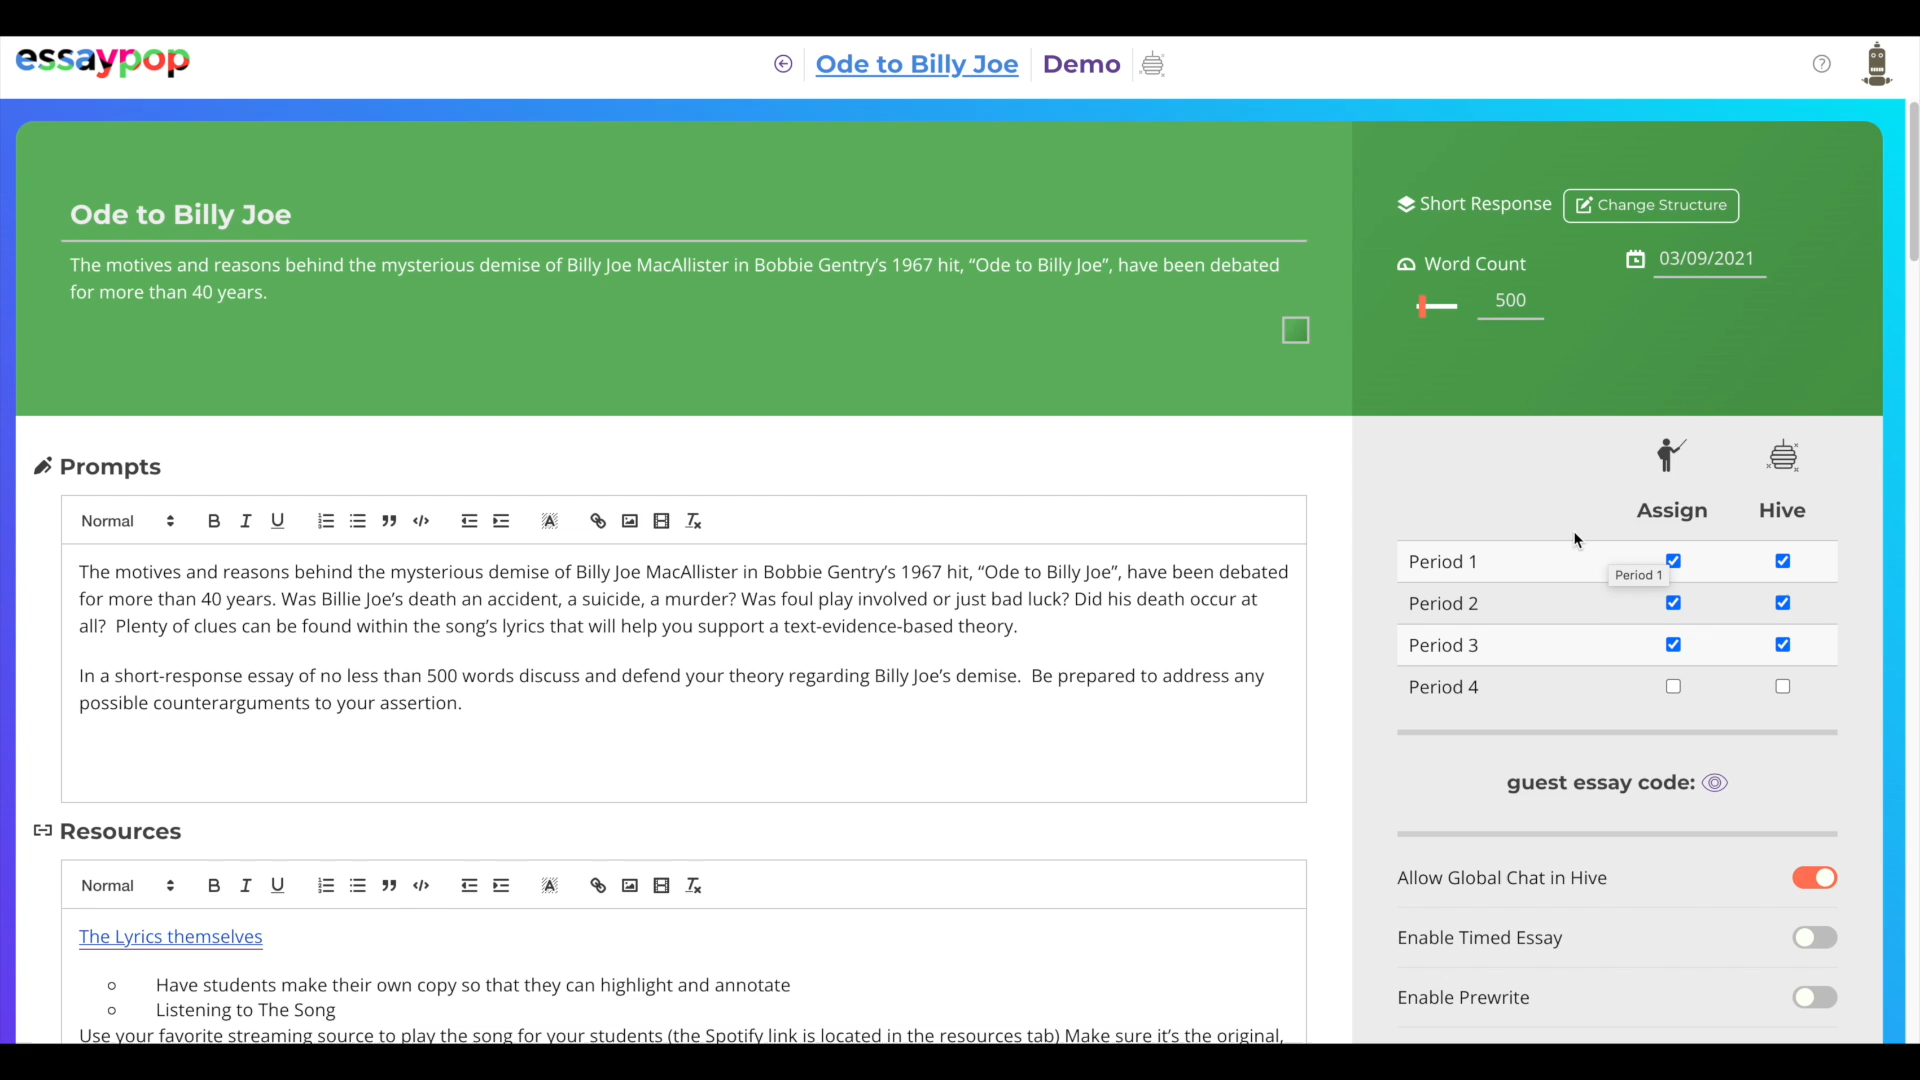 essaypop
Ode to Billy Joe
Demo
Ode to Billy Joe
The motives and reasons behind the mysterious demise of Billy Joe MacAllister in Bobbie Gentry’s 1967 hit, “Ode to Billy Joe”, have been debated
for more than 40 years.
Short Response
Change Structure
Word Count
03/09/2021
500
Prompts
Normal
The motives and reasons behind the mysterious demise of Billy Joe MacAllister in Bobbie Gentry’s 1967 hit, “Ode to Billy Joe”, have been debated
for more than 40 years. Was Billie Joe’s death an accident, a suicide, a murder? Was foul play involved or just bad luck? Did his death occur at
all?  Plenty of clues can be found within the song’s lyrics that will help you support a text-evidence-based theory.
In a short-response essay of no less than 500 words discuss and defend your theory regarding Billy Joe’s demise.  Be prepared to address any
possible counterarguments to your assertion.
Resources
Normal
The Lyrics themselves
Have students make their own copy so that they can highlight and annotate
Listening to The Song
Use your favorite streaming source to play the song for your students (the Spotify link is located in the resources tab) Make sure it’s the original,
Assign
Hive
Period 1
Period 1
Period 2
Period 3
Period 4
guest essay code:
Allow Global Chat in Hive
Enable Timed Essay
Enable Prewrite